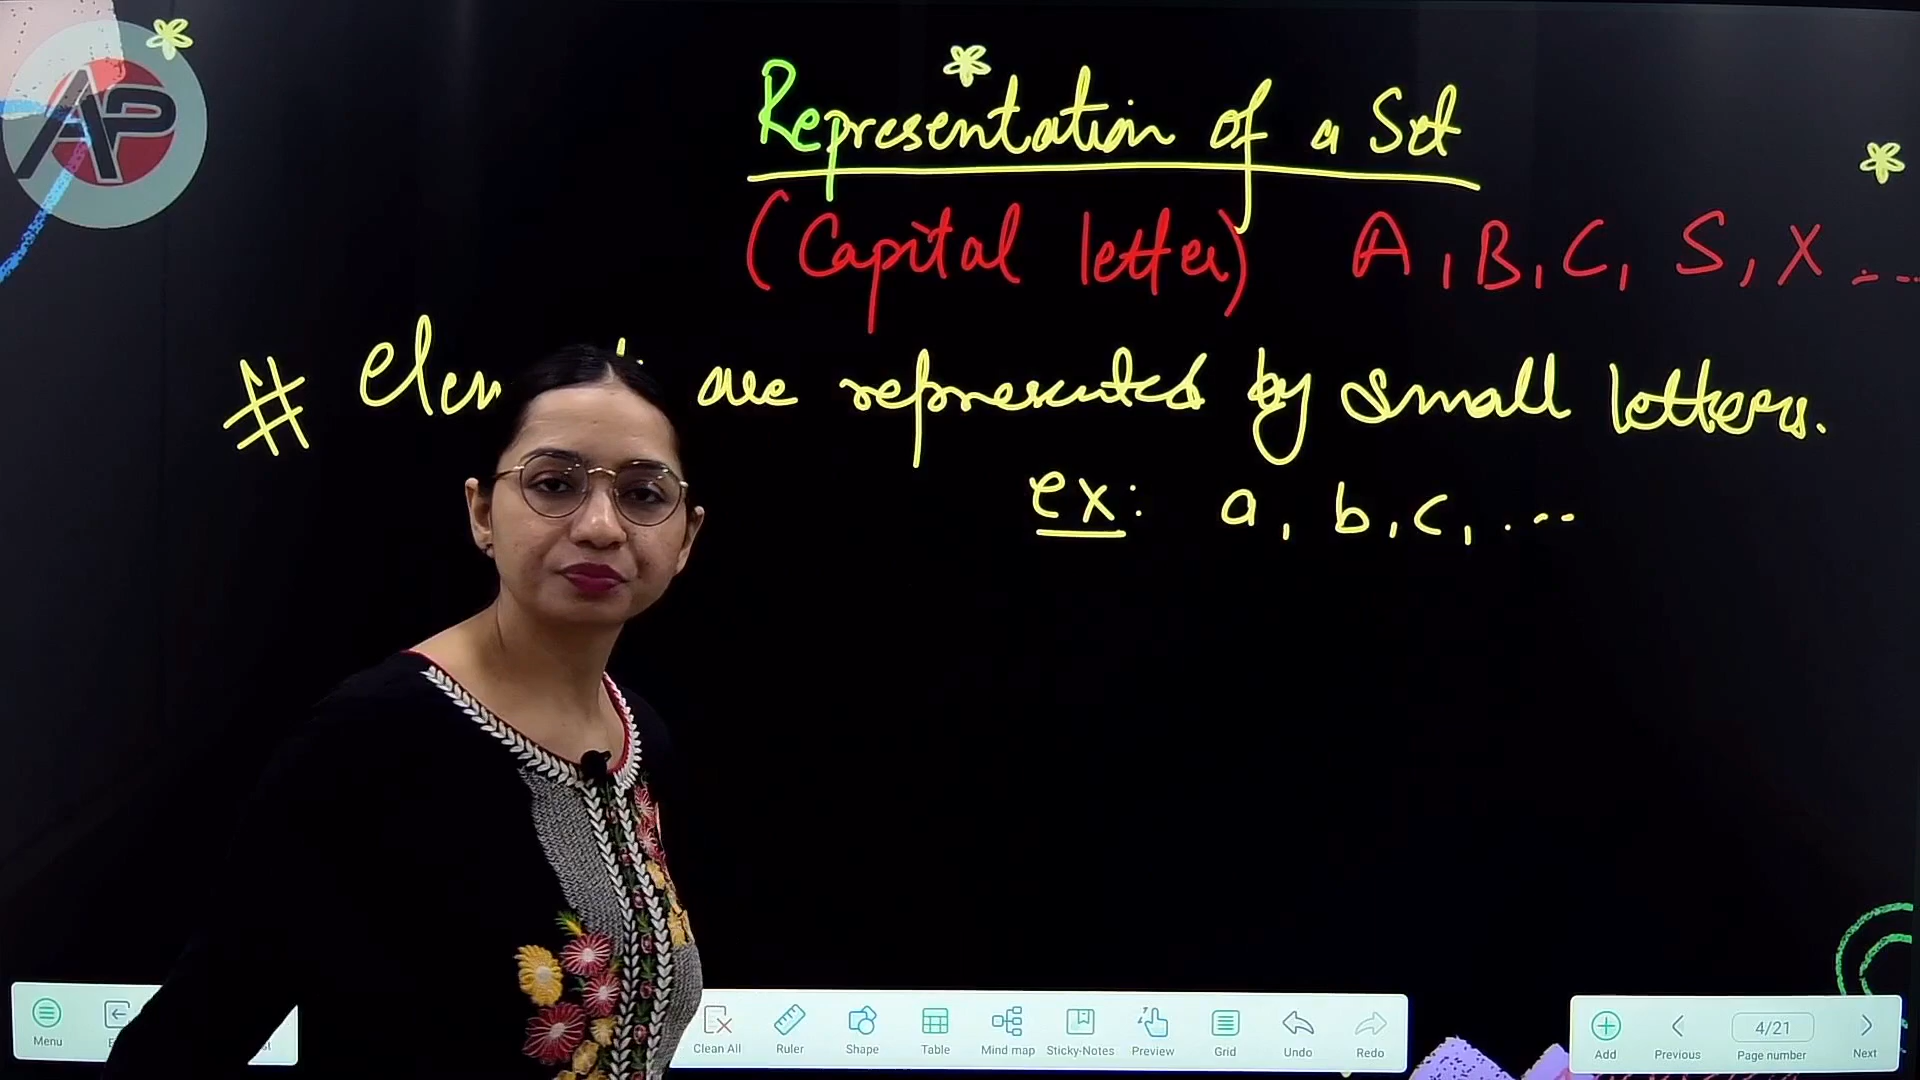 AP
Representation of a Set
(Capital letter) A, B, C, S, X ...
# are represented by small letters.
ex: a, b, c, ...
Menu
Clean All
Ruler
Shape
Table
Mind map
Sticky-Notes
Preview
Grid
Undo
Redo
Add
Previous
4/21
Page number
Next